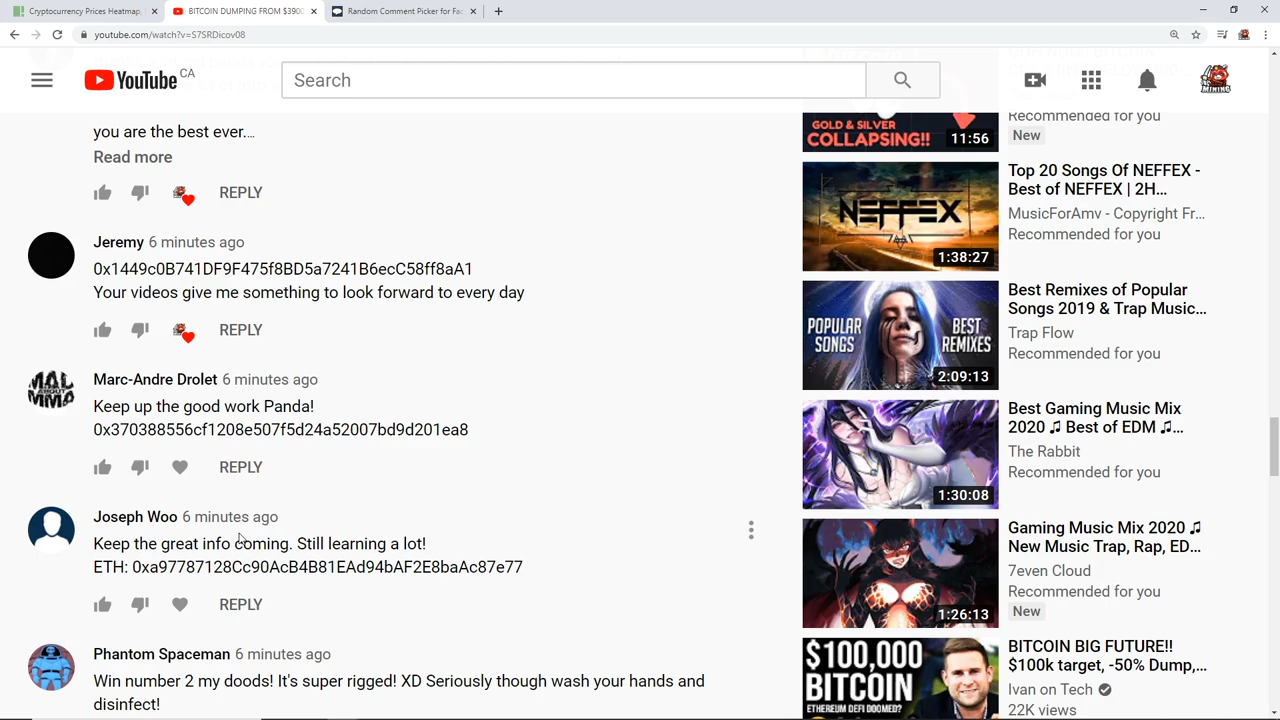 Cryptocurrency Prices Heatmap,
BITCOIN DUMPING FROM $3900
Random Comment Picker for Fac
youtube.com/watch?v=S7SRDicov08
YouTube CA
Search
you are the best ever...
Read more
REPLY
Jeremy 6 minutes ago
0x1449c0B741DF9F475f8BD5a7241B6ecC58ff8aA1
Your videos give me something to look forward to every day
REPLY
Marc-Andre Drolet 6 minutes ago
Keep up the good work Panda!
0x370388556cf1208e507f5d24a52007bd9d201ea8
REPLY
MAC
ABOUT
MMA
Joseph Woo 6 minutes ago
Keep the great info coming. Still learning a lot!
ETH: 0xa97787128Cc90AcB4B81EAd94bAF2E8baAc87e77
REPLY
Phantom Spaceman 6 minutes ago
Win number 2 my doods! It's super rigged! XD Seriously though wash your hands and
disinfect!
MINING
GOLD & SILVER
COLLAPSING!!
11:56
Recommended for you
New
NEFFEX
1:38:27
Top 20 Songs Of NEFFEX -
Best of NEFFEX | 2H...
MusicForAmv - Copyright Fr...
Recommended for you
POPULAR
SONGS
BEST
REMIXES
2:09:13
Best Remixes of Popular
Songs 2019 & Trap Music...
Trap Flow
Recommended for you
1:30:08
Best Gaming Music Mix
2020 ♫ Best of EDM ♫...
The Rabbit
Recommended for you
1:26:13
Gaming Music Mix 2020 ♫
New Music Trap, Rap, ED...
7even Cloud
Recommended for you
New
$100,000
BITCOIN
ETHEREUM DEFI DOOMED?
BITCOIN BIG FUTURE!!
$100k target, -50% Dump,...
Ivan on Tech
22K views